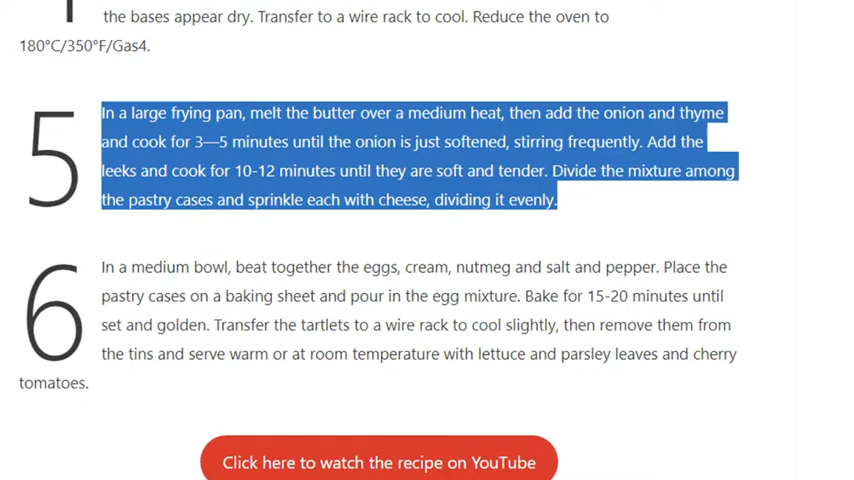 the bases appear dry. Transfer to a wire rack to cool. Reduce the oven to
180°C/350°F/Gas4.
5
In a large frying pan, melt the butter over a medium heat, then add the onion and thyme
and cook for 3—5 minutes until the onion is just softened, stirring frequently. Add the
leeks and cook for 10-12 minutes until they are soft and tender. Divide the mixture among
the pastry cases and sprinkle each with cheese, dividing it evenly.
6
In a medium bowl, beat together the eggs, cream, nutmeg and salt and pepper. Place the
pastry cases on a baking sheet and pour in the egg mixture. Bake for 15-20 minutes until
set and golden. Transfer the tartlets to a wire rack to cool slightly, then remove them from
the tins and serve warm or at room temperature with lettuce and parsley leaves and cherry
tomatoes.
Click here to watch the recipe on YouTube